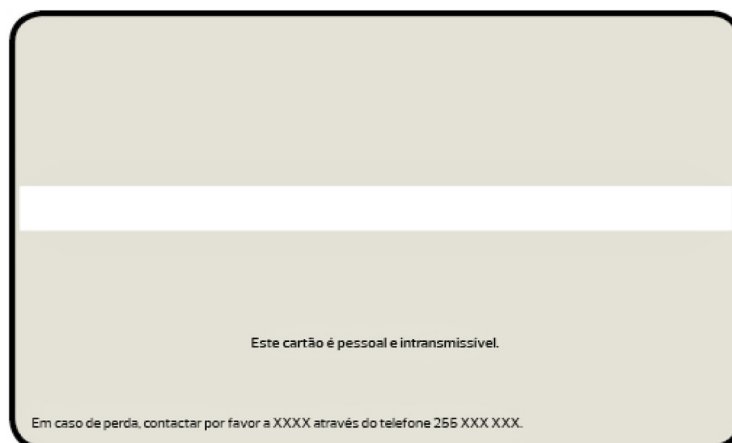 Este cartão é pessoal e intransmissível.
Em caso de perda, contactar por favor a XXXX através do telefone 255 XXX XXX.